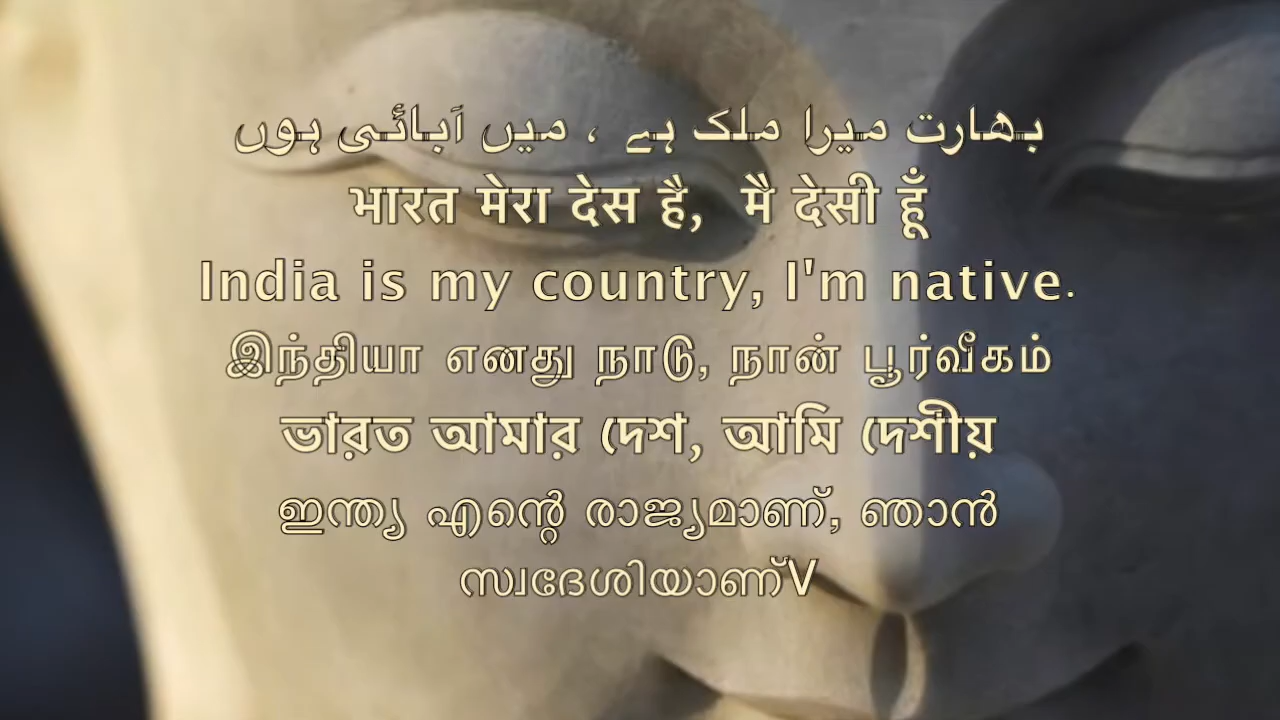 بھارت میرا ملک ہے ، میں آبائی ہوں
भारत मेरा देस है, मै देसी हूँ
India is my country, I'm native.
இந்தியா எனது நாடு, நான் பூர்வீகம்
ভারত আমার দেশ, আমি দেশীয়
ഇന്ത്യ എന്റെ രാജ്യമാണ്, ഞാൻ
സ്വദേശിയാണ്V